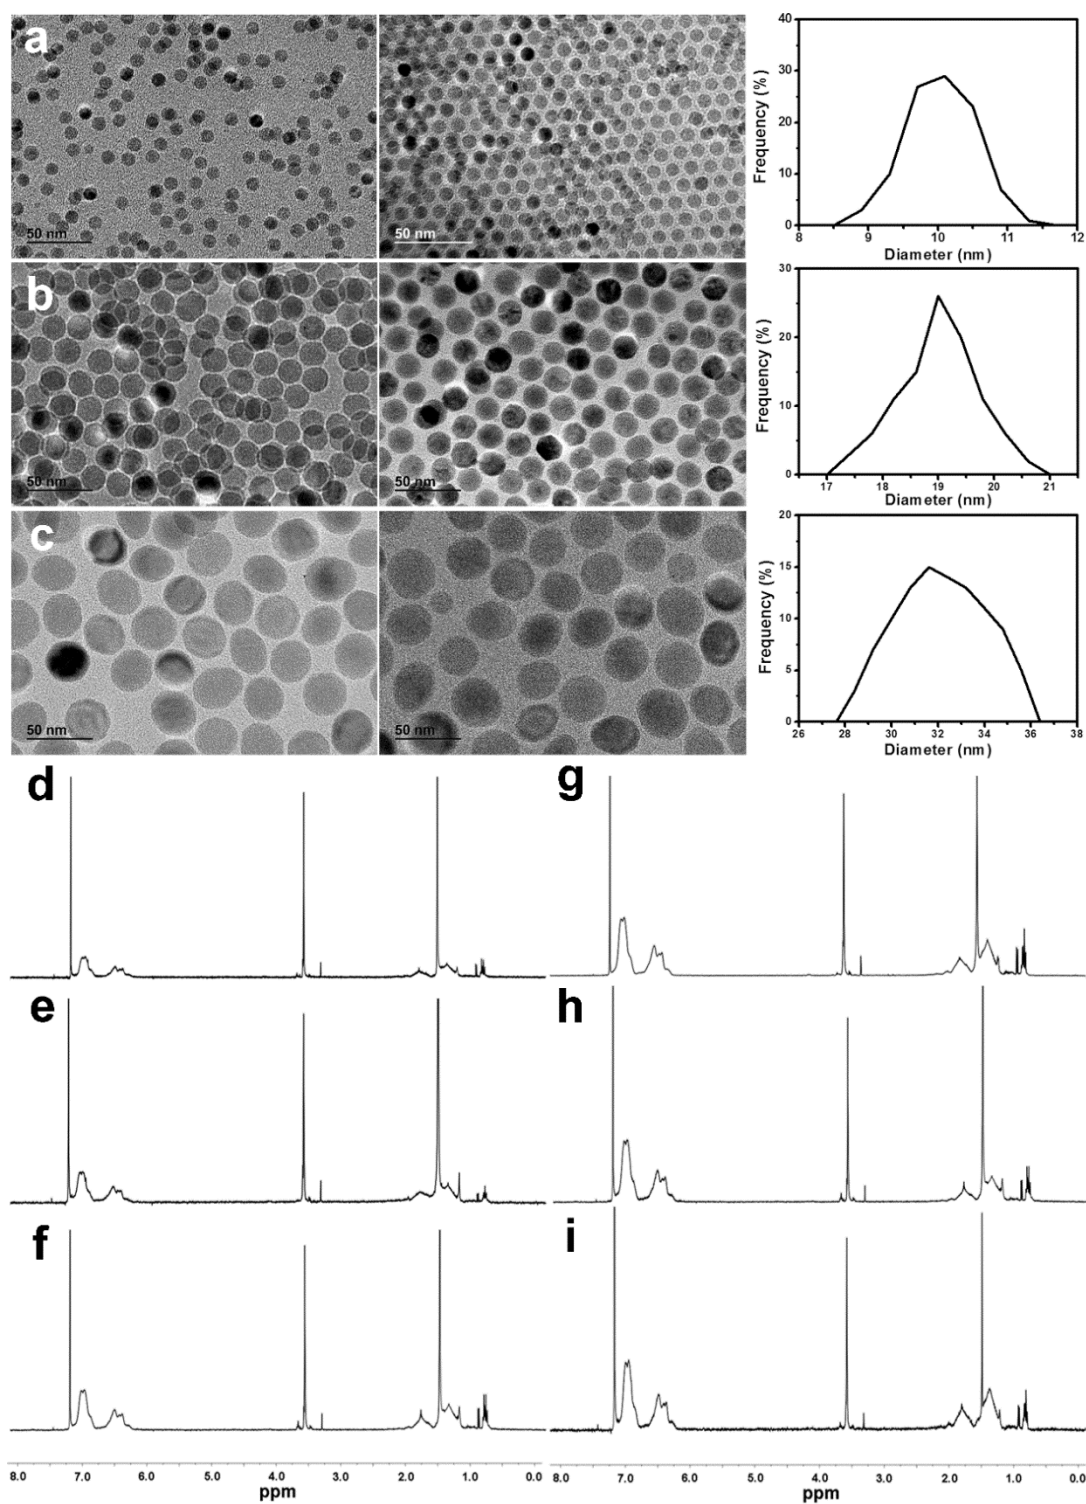 a
50 nm
50 nm
Frequency (%)
40
30
20
10
0
8 9 10 11 12
Diameter (nm)
b
50 nm
50 nm
Frequency (%)
30
20
10
0
17 18 19 20 21
Diameter (nm)
c
50 nm
50 nm
Frequency (%)
20
15
10
5
0
26 28 30 32 34 36 38
Diameter (nm)
d
g
e
h
f
i
8.0 7.0 6.0 5.0 4.0 3.0 2.0 1.0 0.0
ppm
8.0 7.0 6.0 5.0 4.0 3.0 2.0 1.0 0.0
ppm